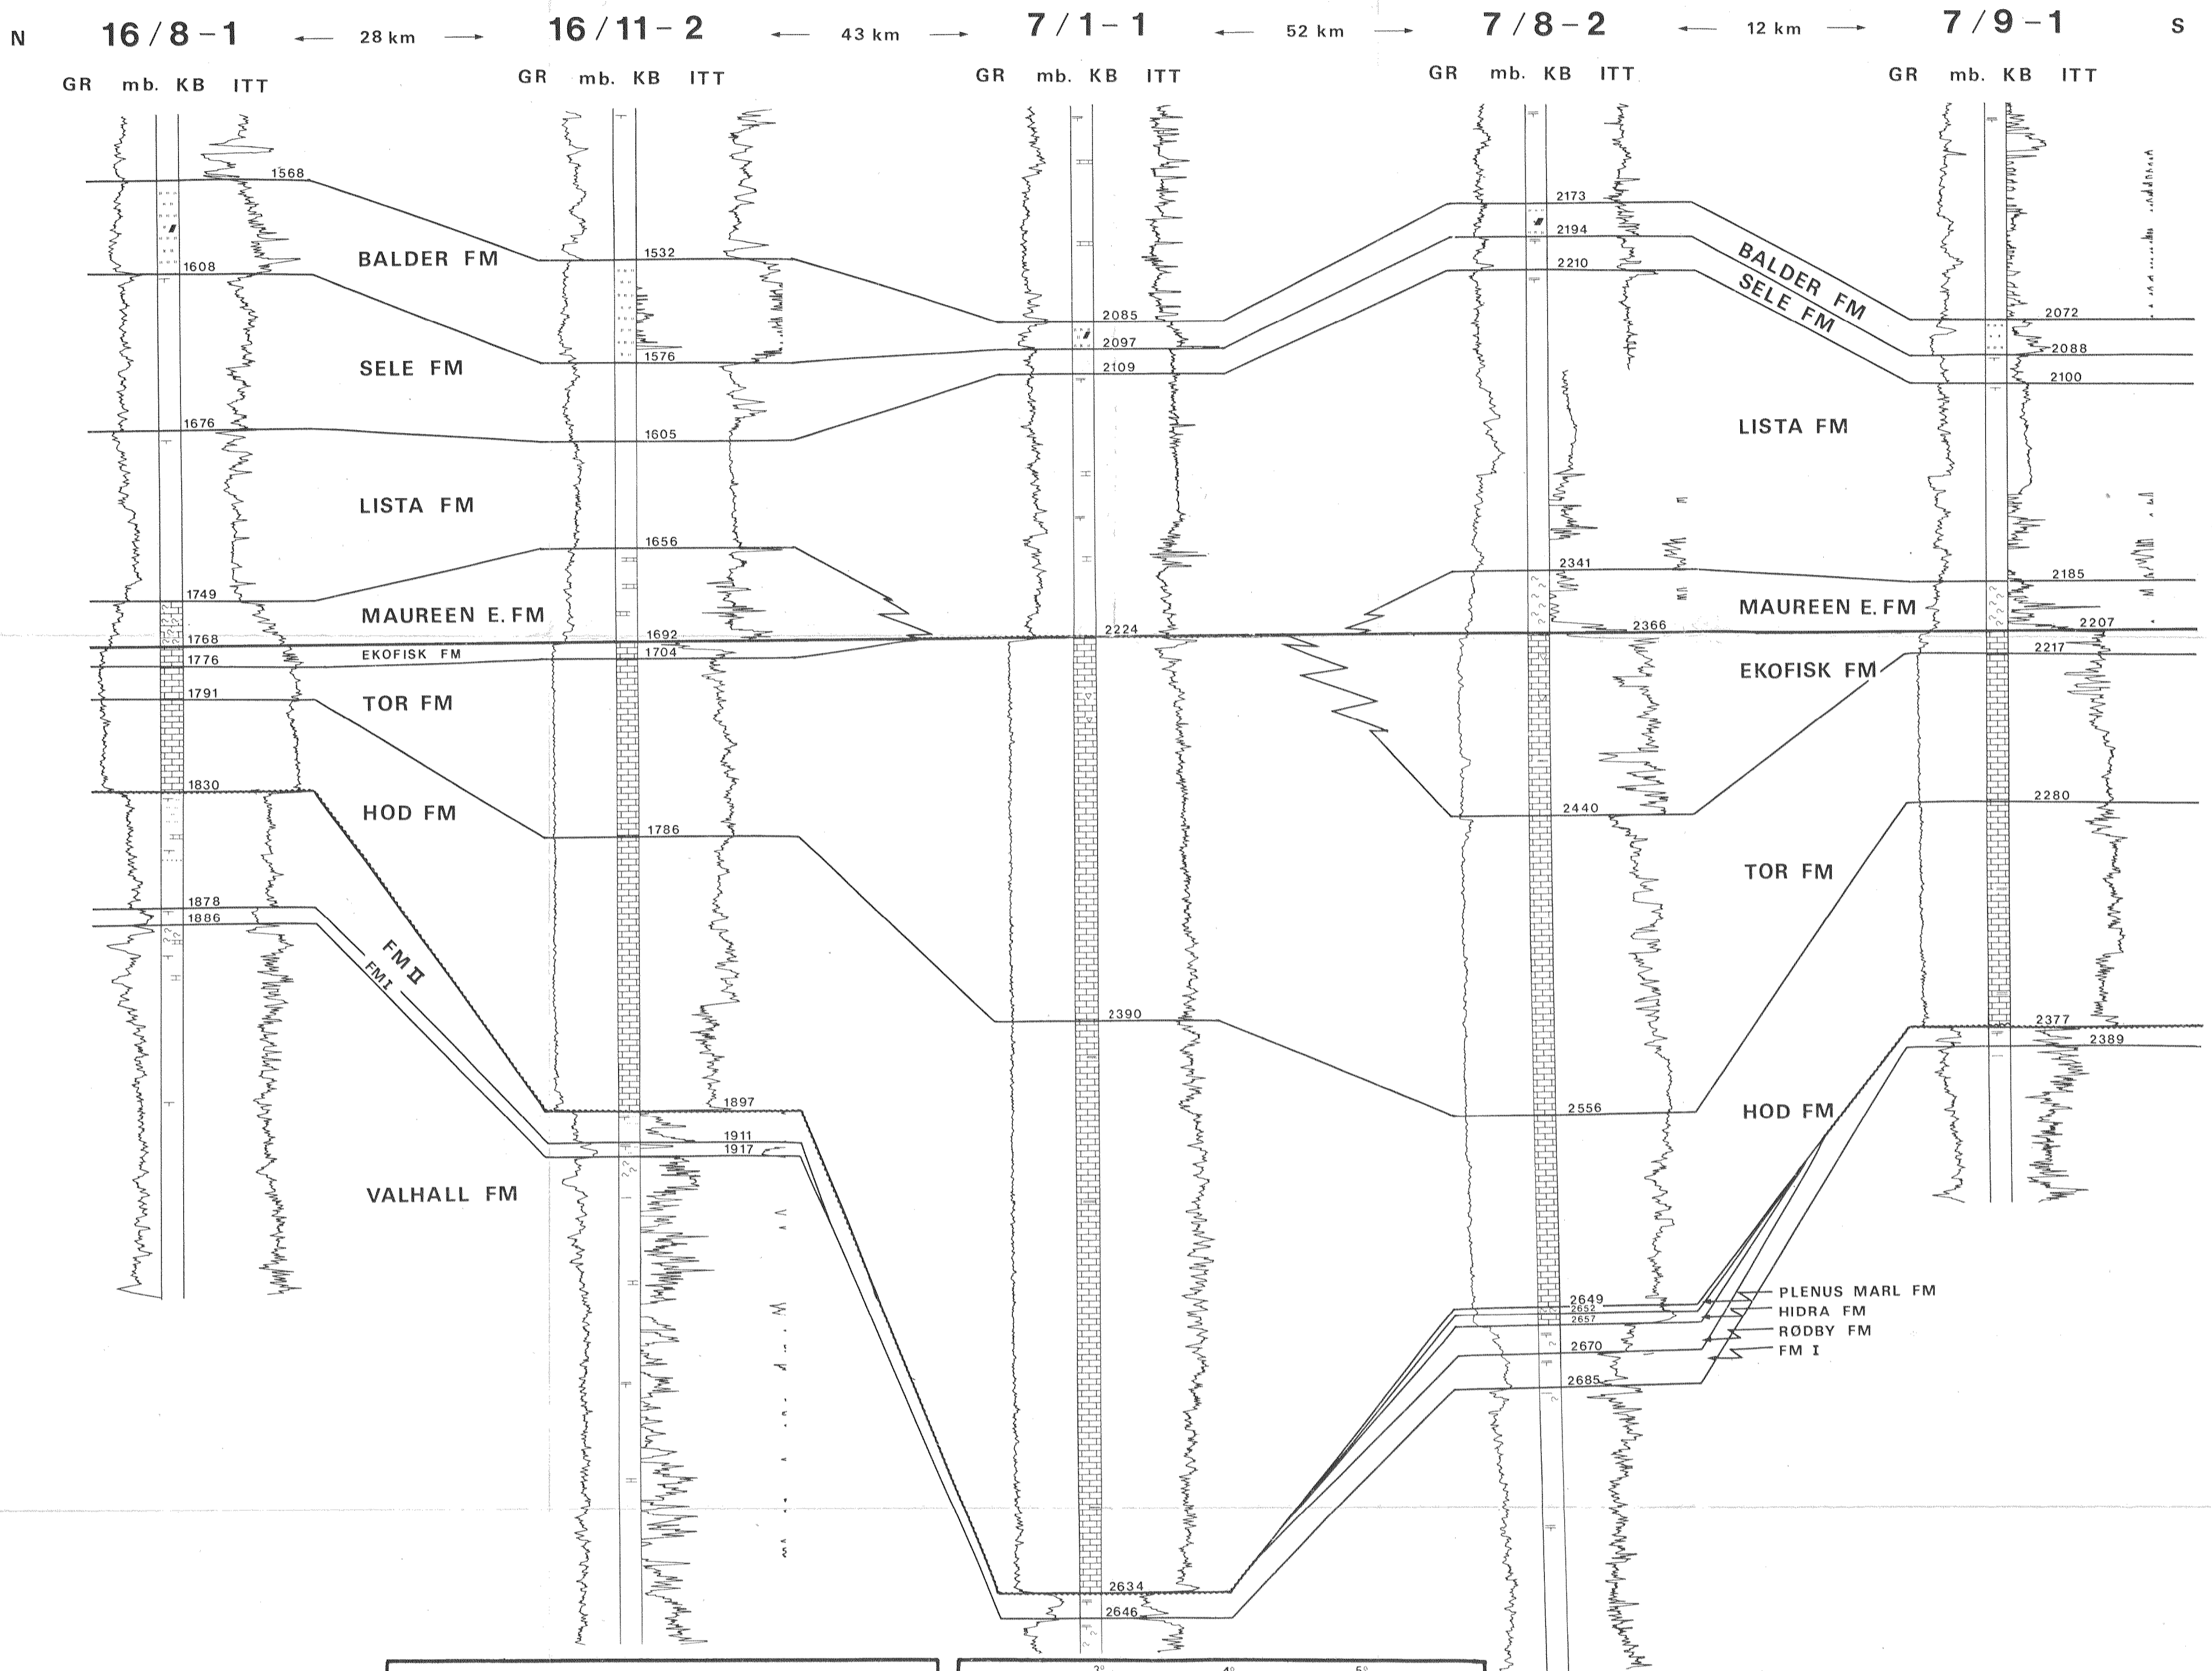 N 16/8-1 28 km 16/11-2 43 km 7/1-1 52 km 7/8-2 12 km 7/9-1 S
GR mb. KB ITT
GR mb. KB ITT
GR mb. KB ITT
GR mb. KB ITT
GR mb. KB ITT
1568
1608
1676
1749
1768
1776
1791
1830
1878
1886
BALDER FM
SELE FM
LISTA FM
MAUREEN E. FM
EKOFISK FM
TOR FM
HOD FM
FM II
FM I
VALHALL FM
1532
1576
1605
1656
1692
1704
1786
1897
1911
1917
2085
2097
2109
2224
2390
2634
2646
2173
2194
2210
2341
2366
2440
2556
2649
2652
2657
2670
2685
BALDER FM
SELE FM
LISTA FM
MAUREEN E. FM
EKOFISK FM
TOR FM
HOD FM
PLENUS MARL FM
HIDRA FM
RØDBY FM
FM I
2072
2088
2100
2185
2207
2217
2280
2377
2389
4°